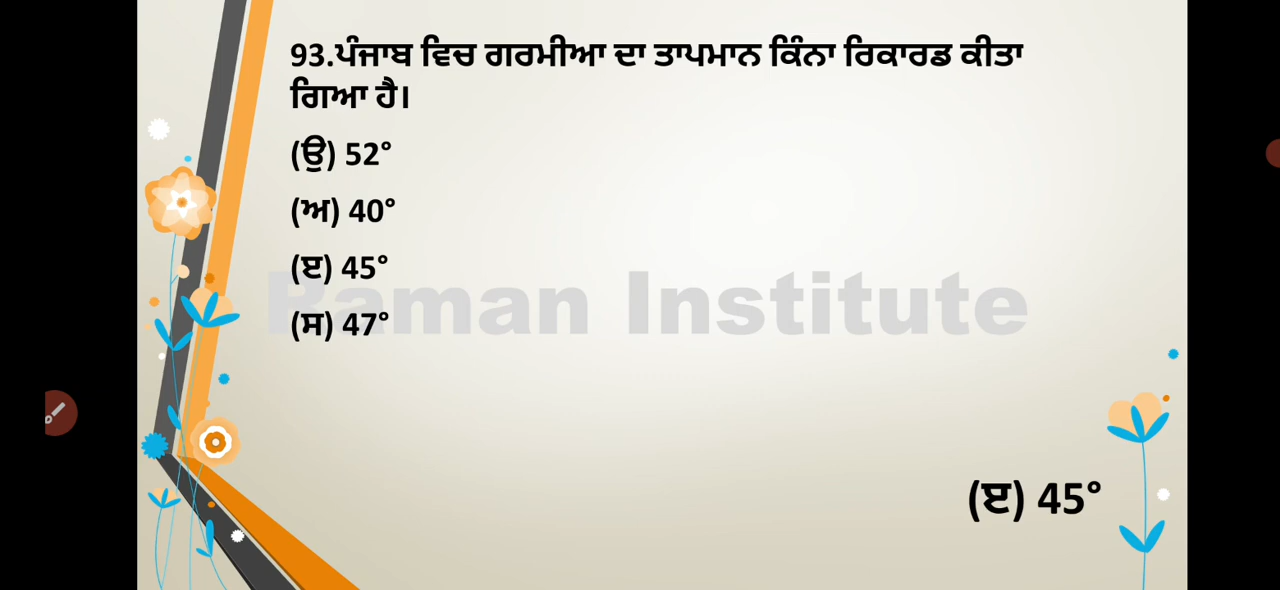 93.ਪੰਜਾਬ ਵਿਚ ਗਰਮੀਆ ਦਾ ਤਾਪਮਾਨ ਕਿੰਨਾ ਰਿਕਾਰਡ ਕੀਤਾ
ਗਿਆ ਹੈ।
(ਉ) 52°
(ਅ) 40°
(ੲ) 45°
Raman Institute
(ਸ) 47°
(ੲ) 45°